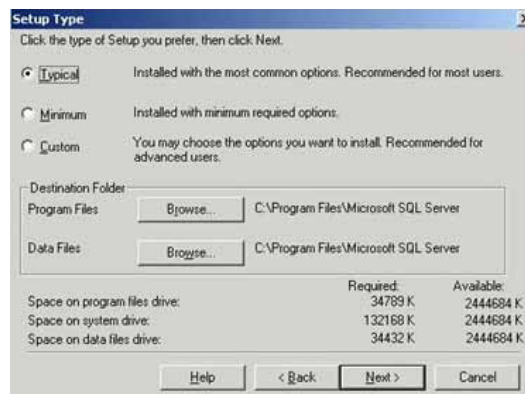 Setup Type
Click the type of Setup you prefer, then click Next.
Typical Installed with the most common options. Recommended for most users.
Minimum Installed with minimum required options.
Custom You may choose the options you want to install. Recommended for
advanced users.
Destination Folder
Program Files Browse... C:\Program Files\Microsoft SQL Server
Data Files Browse... C:\Program Files\Microsoft SQL Server
Required: Available:
Space on program files drive: 34789 K 2444684 K
Space on system drive: 132168 K 2444684 K
Space on data files drive: 34432 K 2444684 K
Help < Back Next > Cancel